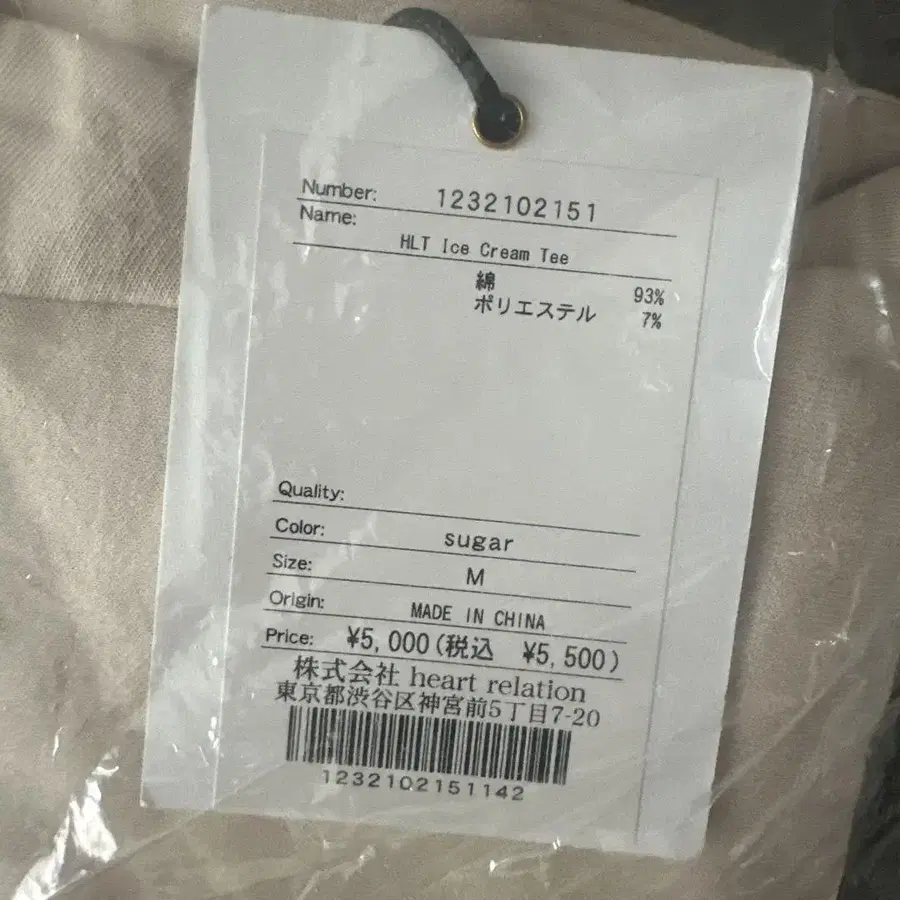 Number: 1232102151
Name:
HLT Ice Cream Tee
綿 93%
ポリエステル 7%
Quality:
Color: sugar
Size: M
Origin: MADE IN CHINA
Price: ¥5,000(税込 ¥5,500)
株式会社 heart relation
東京都渋谷区神宮前5丁目7-20
1232102151142